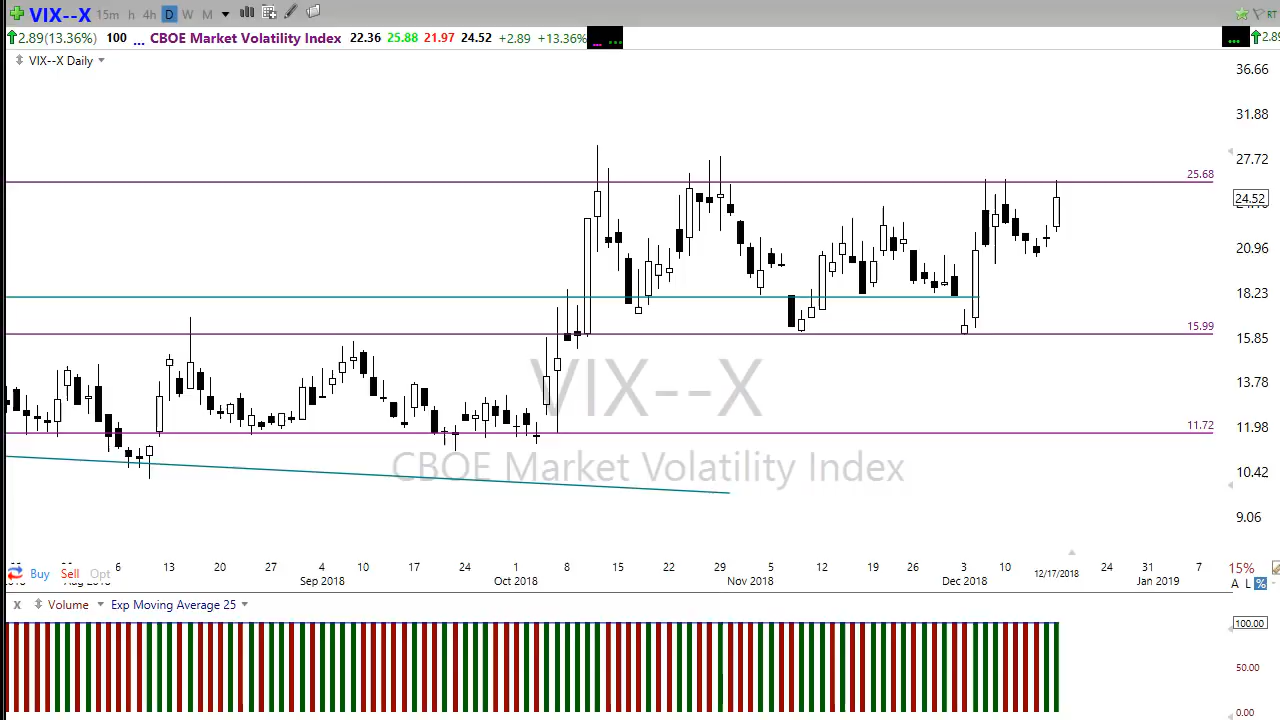 VIX--X 15m h 4h D W M RT
2.89(13.36%) 100 ... CBOE Market Volatility Index 22.36 25.88 21.97 24.52 +2.89 +13.36% ... ... ... 2.89
VIX--X Daily
36.66
31.88
27.72
25.68
24.52
20.96
18.23
15.99
15.85
VIX--X
13.78
11.72
11.98
CBOE Market Volatility Index
10.42
9.06
6 13 20 27 4 10 17 24 1 8 15 22 29 5 12 19 26 3 10 24 31 7 15%
Buy Sell Opt
Sep 2018 Oct 2018 Nov 2018 Dec 2018 12/17/2018 Jan 2019 A L %
x Volume Exp Moving Average 25
100.00
50.00
0.00